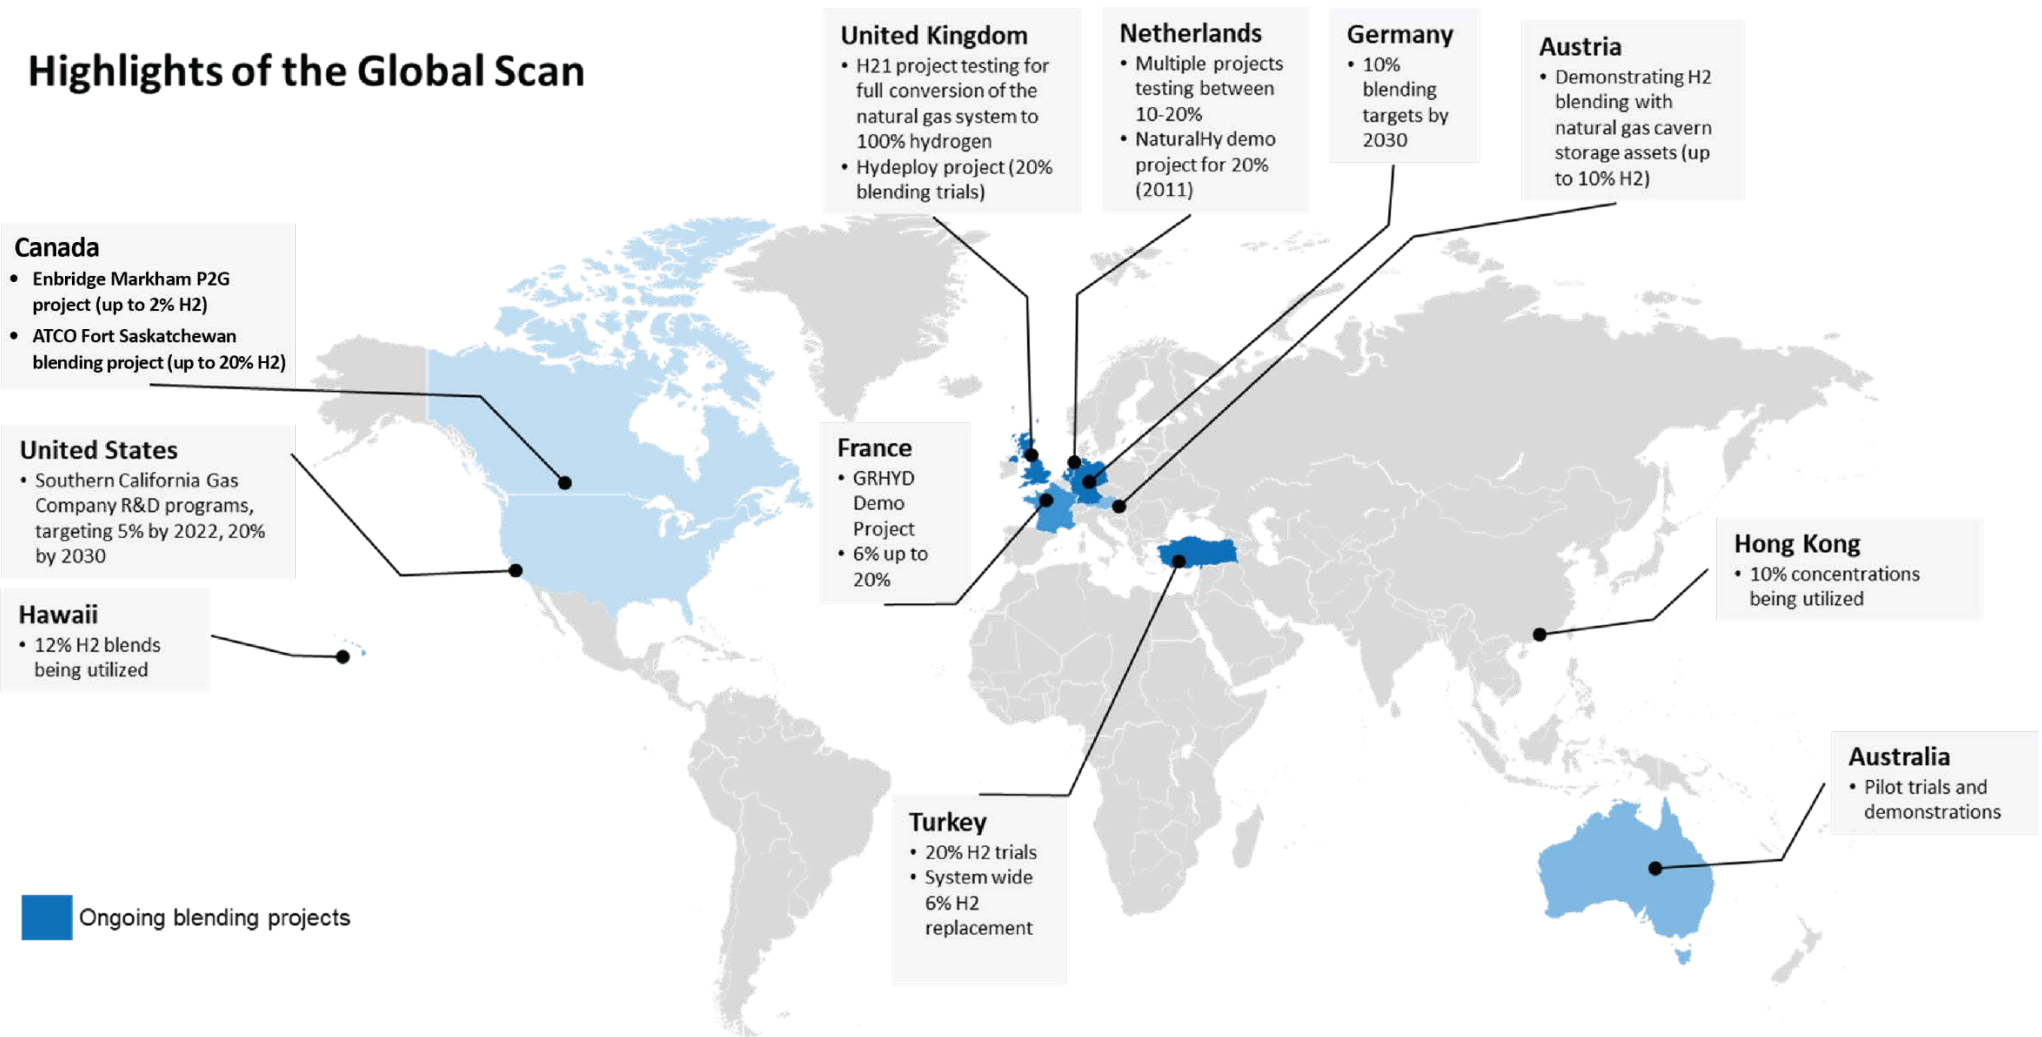 Highlights of the Global Scan
United Kingdom
• H21 project testing for
full conversion of the
natural gas system to
100% hydrogen
• Hydeploy project (20%
blending trials)
Netherlands
• Multiple projects
testing between
10-20%
• NaturalHy demo
project for 20%
(2011)
Germany
• 10%
blending
targets by
2030
Austria
• Demonstrating H2
blending with
natural gas cavern
storage assets (up
to 10% H2)
Canada
• Enbridge Markham P2G
project (up to 2% H2)
• ATCO Fort Saskatchewan
blending project (up to 20% H2)
United States
• Southern California Gas
Company R&D programs,
targeting 5% by 2022, 20%
by 2030
Hawaii
• 12% H2 blends
being utilized
France
• GRHYD
Demo
Project
• 6% up to
20%
Hong Kong
• 10% concentrations
being utilized
Australia
• Pilot trials and
demonstrations
Turkey
• 20% H2 trials
• System wide
6% H2
replacement
Ongoing blending projects